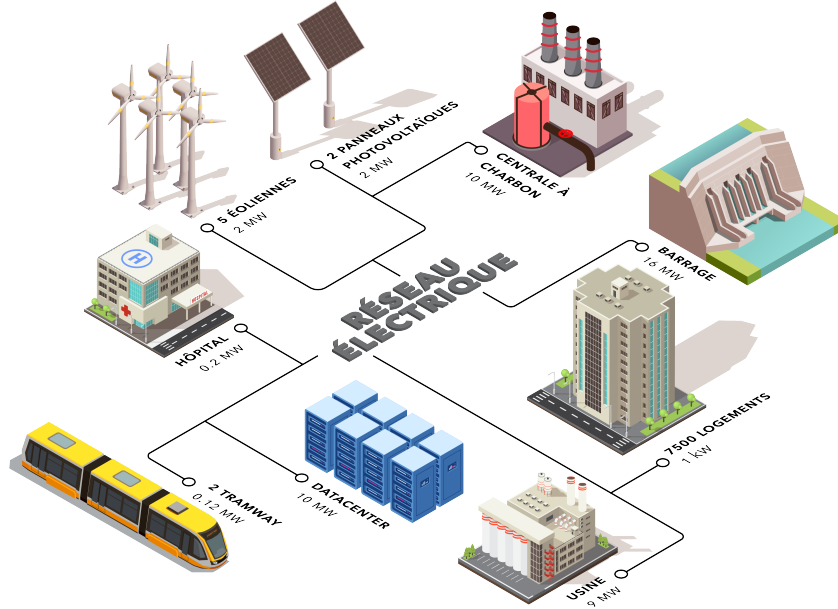 2 PANNEAUX
PHOTOVOLTAÏQUES
2 MW
CENTRALE À
CHARBON
10 MW
5 ÉOLIENNES
2 MW
BARRAGE
16 MW
RÉSEAU
ÉLECTRIQUE
H
HÔPITAL
0.2 MW
7500 LOGEMENTS
1 kW
2 TRAMWAY
0.12 MW
DATACENTER
10 MW
USINE
9 MW